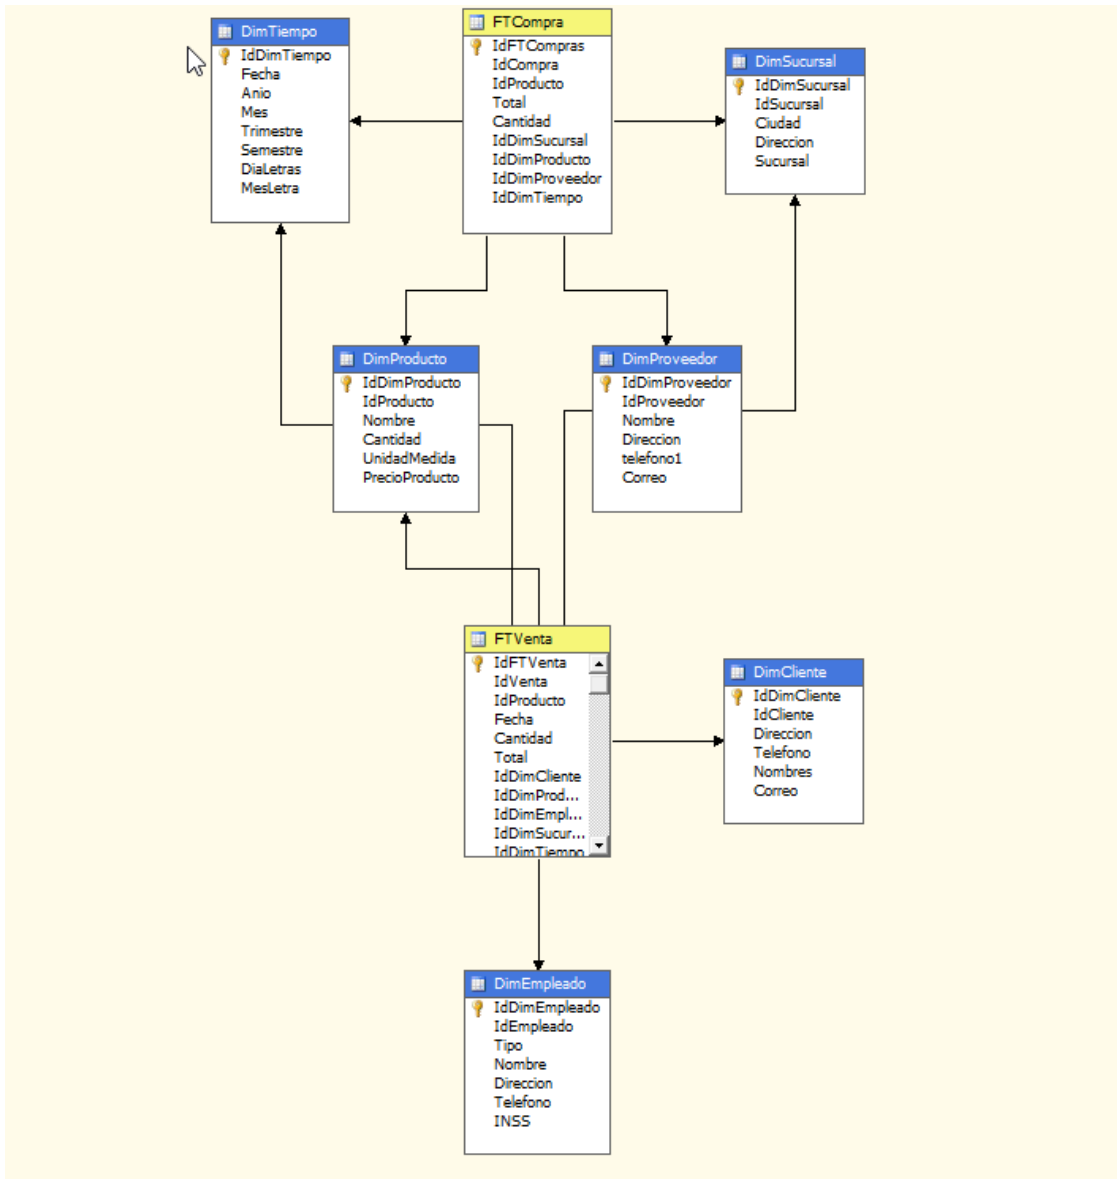 DimTiempo
IdDimTiempo
Fecha
Anio
Mes
Trimestre
Semestre
DiaLetras
MesLetra
FTCompra
IdFTCompras
IdCompra
IdProducto
Total
Cantidad
IdDimSucursal
IdDimProducto
IdDimProveedor
IdDimTiempo
DimSucursal
IdDimSucursal
IdSucursal
Ciudad
Direccion
Sucursal
DimProducto
IdDimProducto
IdProducto
Nombre
Cantidad
UnidadMedida
PrecioProducto
DimProveedor
IdDimProveedor
IdProveedor
Nombre
Direccion
telefono1
Correo
FTVenta
IdFTVenta
IdVenta
IdProducto
Fecha
Cantidad
Total
IdDimCliente
IdDimProd...
IdDimEmpl...
IdDimSucur...
IdDimTiempo
DimCliente
IdDimCliente
IdCliente
Direccion
Telefono
Nombres
Correo
DimEmpleado
IdDimEmpleado
IdEmpleado
Tipo
Nombre
Direccion
Telefono
INSS